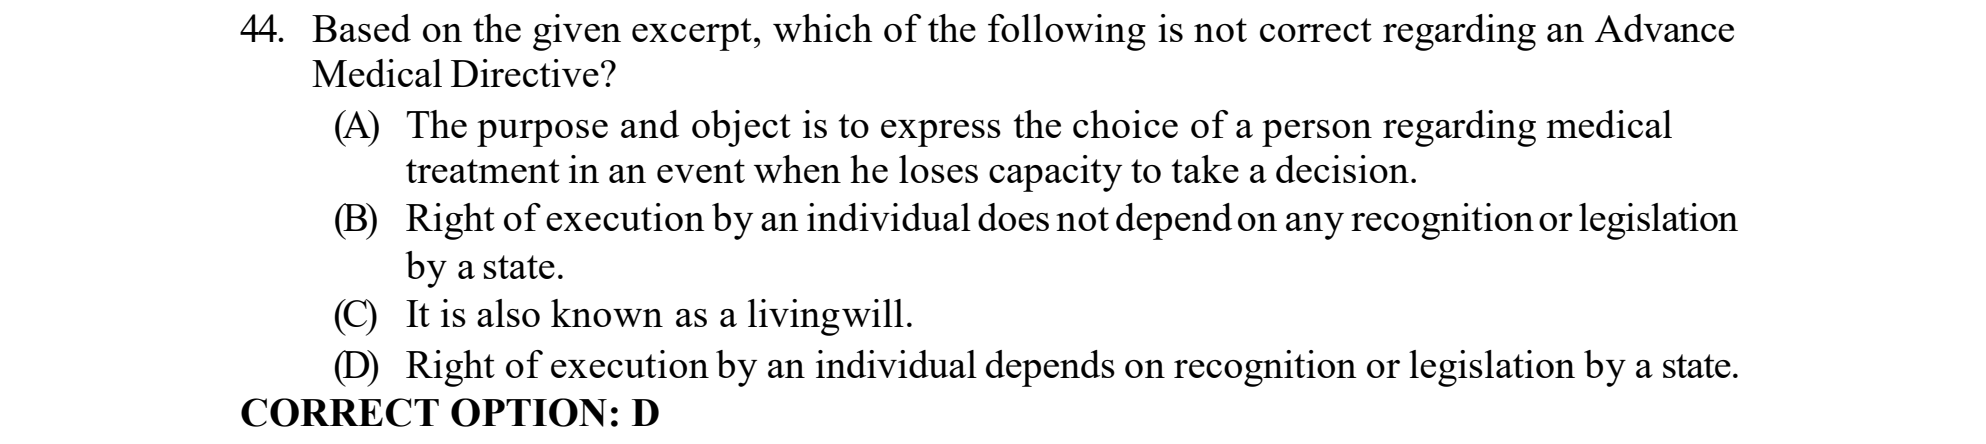 44. Based on the given excerpt, which of the following is not correct regarding an Advance
Medical Directive?
(A) The purpose and object is to express the choice of a person regarding medical
treatment in an event when he loses capacity to take a decision.
(B) Right of execution by an individual does not depend on any recognition or legislation
by a state.
(C) It is also known as a living will.
(D) Right of execution by an individual depends on recognition or legislation by a state.
CORRECT OPTION: D